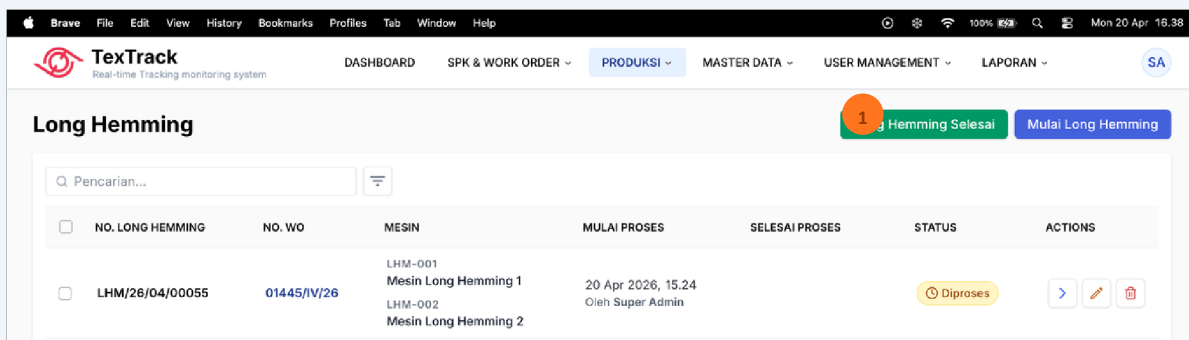 Brave File Edit View History Bookmarks Profiles Tab Window Help 100% Mon 20 Apr 16.38
TexTrack
Real-time Tracking monitoring system
DASHBOARD SPK & WORK ORDER PRODUKSI MASTER DATA USER MANAGEMENT LAPORAN SA
Long Hemming
1
Hemming Selesai
Mulai Long Hemming
Pencarian...
NO. LONG HEMMING NO. WO MESIN MULAI PROSES SELESAI PROSES STATUS ACTIONS
LHM/26/04/00055 01445/IV/26
LHM-001
Mesin Long Hemming 1
LHM-002
Mesin Long Hemming 2
20 Apr 2026, 15.24
Oleh Super Admin
Diproses